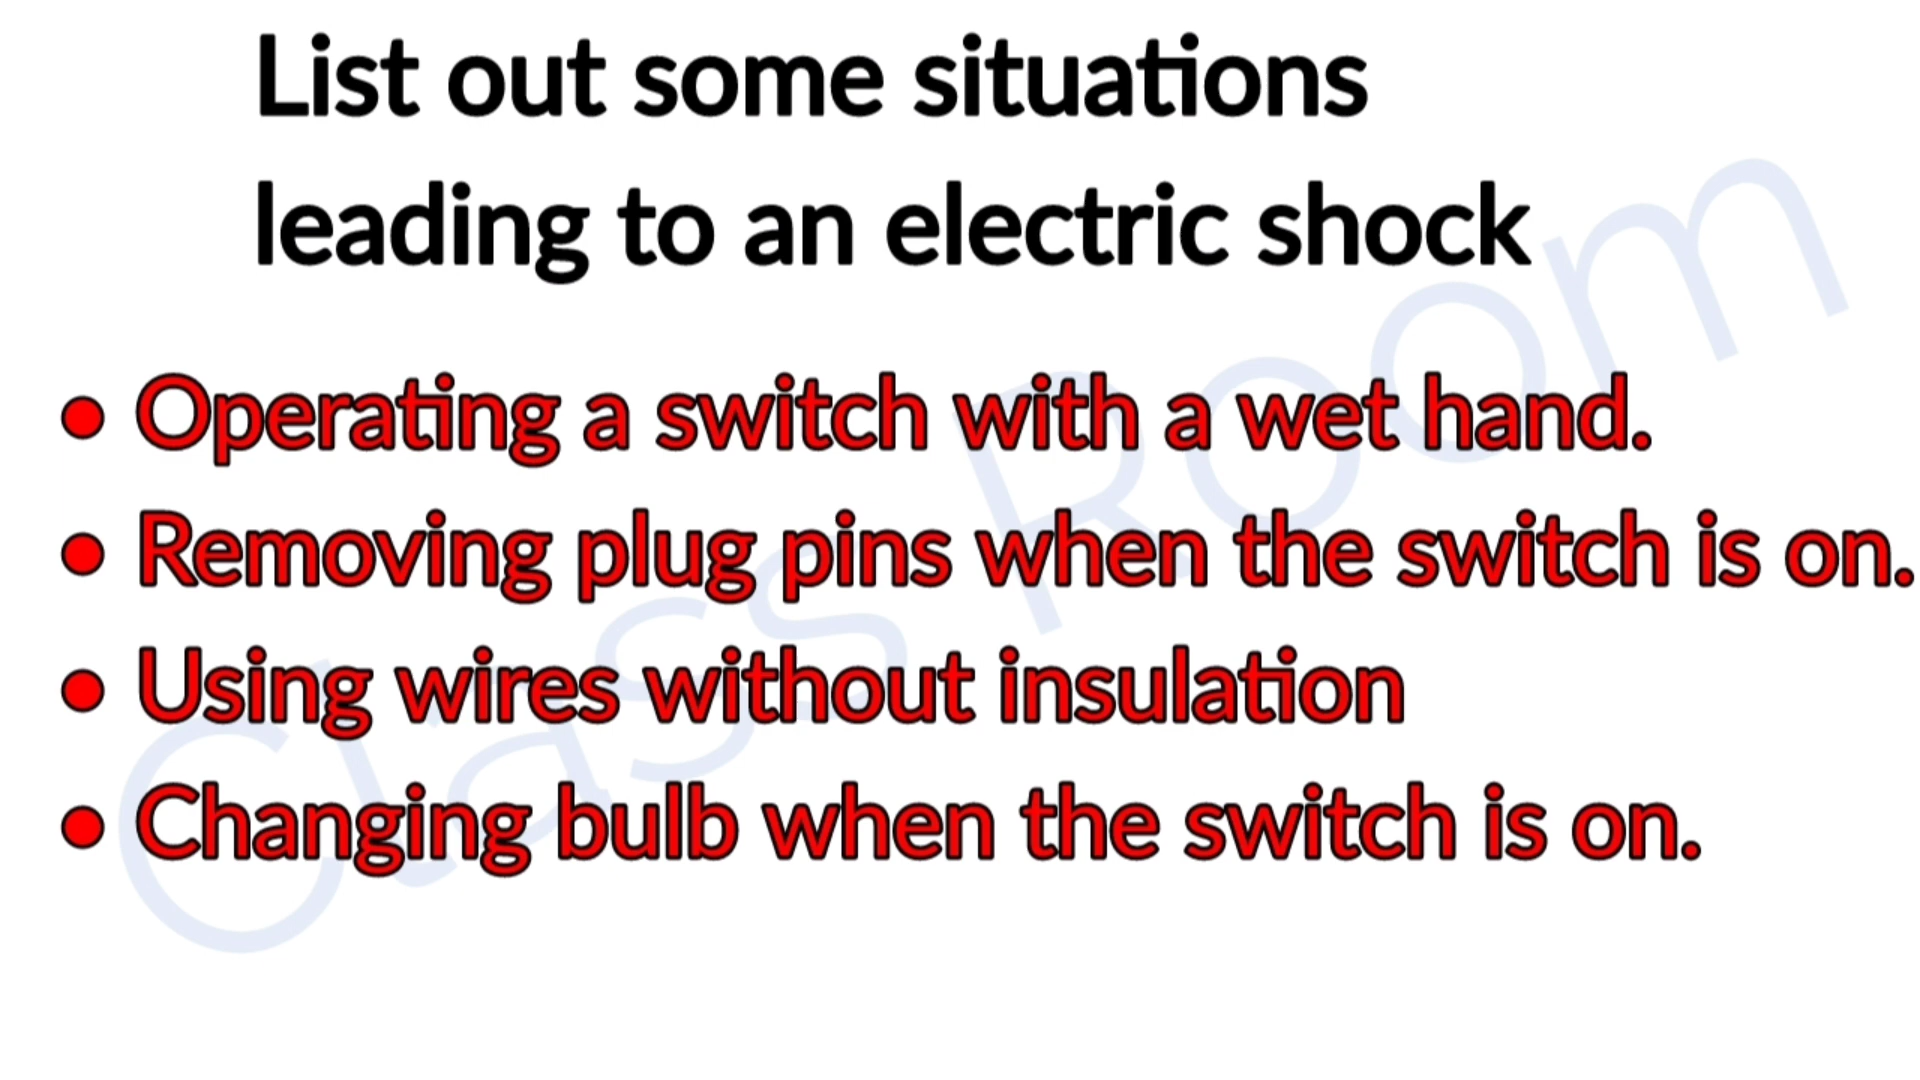 List out some situations
leading to an electric shock
• Operating a switch with a wet hand.
• Removing plug pins when the switch is on.
• Using wires without insulation
• Changing bulb when the switch is on.
Class Room